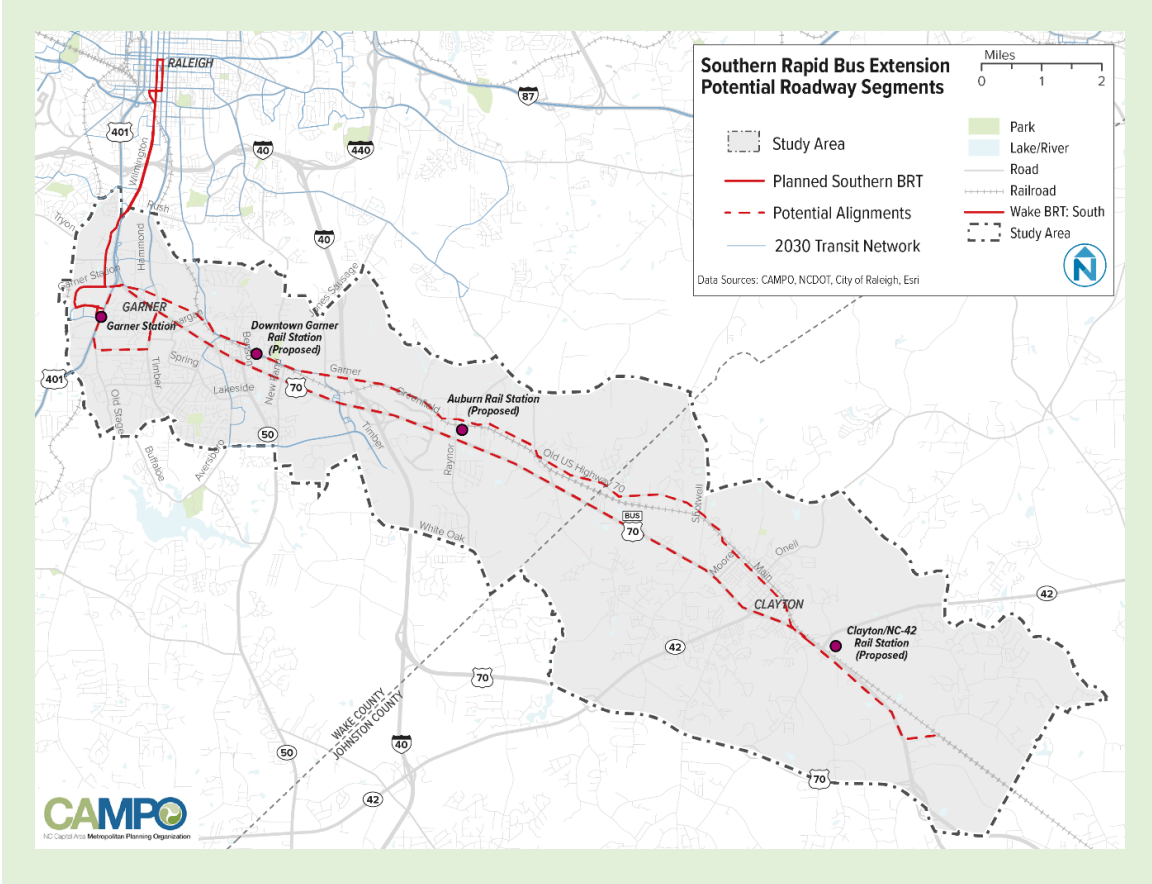 RALEIGH
401
Wilmington
40
440
87
Southern Rapid Bus Extension
Potential Roadway Segments
Miles
0 1 2
Study Area
Planned Southern BRT
Potential Alignments
2030 Transit Network
Park
Lake/River
Road
Railroad
Wake BRT: South
Study Area
Data Sources: CAMPO, NCDOT, City of Raleigh, Esri
N
Tryon
Rush
Hammond
40
Garner Station
GARNER
Garner Station
Downtown Garner
Rail Station
(Proposed)
Benson
Spring
Timber
Lakeside
New Rand
70
Garner
Greenfield
Auburn Rail Station
(Proposed)
401
Old Stage
50
Buffaloe
Aversboro
Timber
Raynor
Old US Highway 70
BUS
70
Shotwell
White Oak
Moore
Main
Oneil
CLAYTON
42
42
Clayton/NC-42
Rail Station
(Proposed)
70
WAKE COUNTY
JOHNSTON COUNTY
50
40
42
70
CAMPO
NC Capital Area Metropolitan Planning Organization